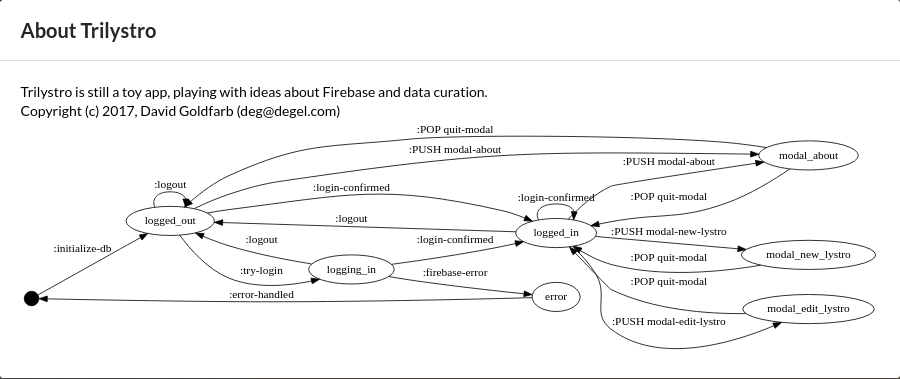 About Trilystro
Trilystro is still a toy app, playing with ideas about Firebase and data curation.
Copyright (c) 2017, David Goldfarb (deg@degel.com)
:POP quit-modal
:PUSH modal-about
modal_about
:PUSH modal-about
:logout
:login-confirmed
:login-confirmed
:POP quit-modal
logged_out
:logout
logged_in
:PUSH modal-new-lystro
:initialize-db
:logout
:login-confirmed
modal_new_lystro
:POP quit-modal
:try-login
logging_in
:firebase-error
:POP quit-modal
:error-handled
error
modal_edit_lystro
:PUSH modal-edit-lystro